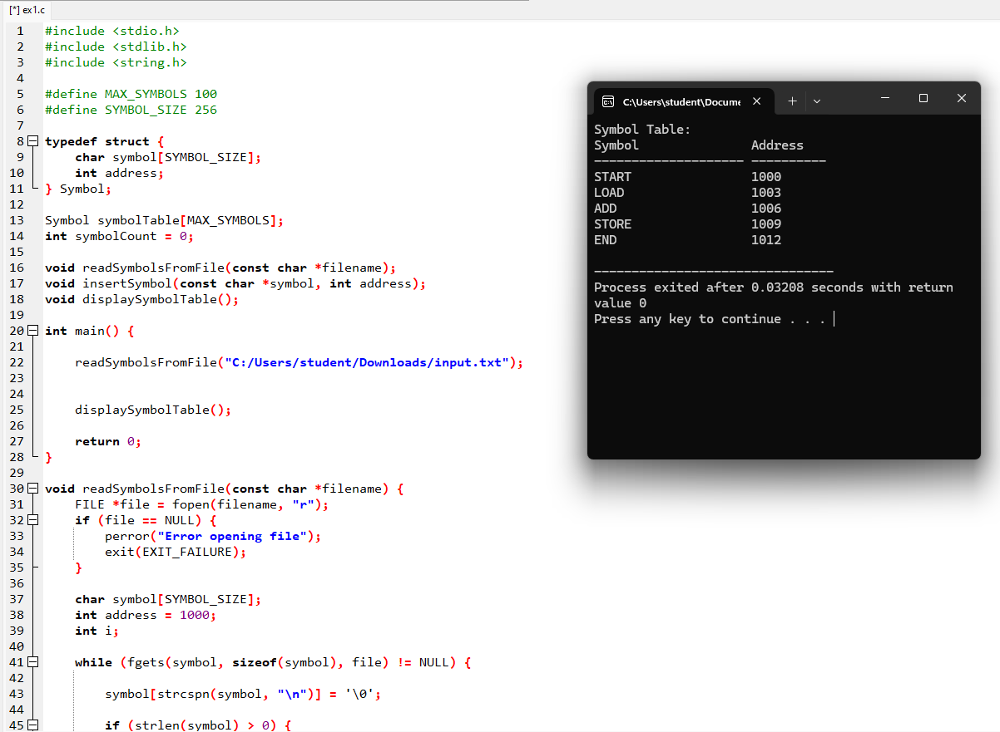 [*] ex1.c
1 #include <stdio.h>
2 #include <stdlib.h>
3 #include <string.h>
4
5 #define MAX_SYMBOLS 100
6 #define SYMBOL_SIZE 256
7
8 typedef struct {
9     char symbol[SYMBOL_SIZE];
10     int address;
11 } Symbol;
12
13 Symbol symbolTable[MAX_SYMBOLS];
14 int symbolCount = 0;
15
16 void readSymbolsFromFile(const char *filename);
17 void insertSymbol(const char *symbol, int address);
18 void displaySymbolTable();
19
20 int main() {
21
22     readSymbolsFromFile("C:/Users/student/Downloads/input.txt");
23
24
25     displaySymbolTable();
26
27     return 0;
28 }
29
30 void readSymbolsFromFile(const char *filename) {
31     FILE *file = fopen(filename, "r");
32     if (file == NULL) {
33         perror("Error opening file");
34         exit(EXIT_FAILURE);
35     }
36
37     char symbol[SYMBOL_SIZE];
38     int address = 1000;
39     int i;
40
41     while (fgets(symbol, sizeof(symbol), file) != NULL) {
42
43         symbol[strcspn(symbol, "\n")] = '\0';
44
45         if (strlen(symbol) > 0) {
C:\Users\student\Docume
Symbol Table:
Symbol               Address
-------------------- ----------
START                1000
LOAD                 1003
ADD                  1006
STORE                1009
END                  1012
--------------------------------
Process exited after 0.03208 seconds with return
value 0
Press any key to continue . . .